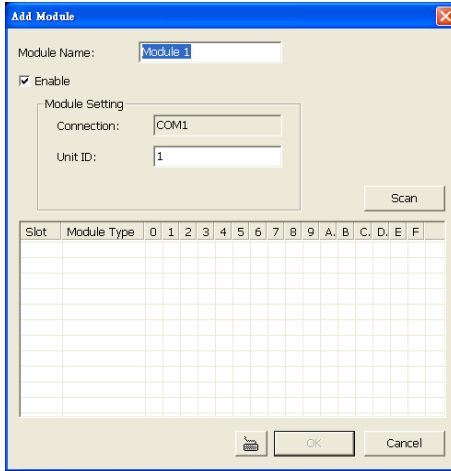 Add Module
Module Name: Module 1
Enable
Module Setting
Connection: COM1
Unit ID: 1
Scan
Slot Module Type 0 1 2 3 4 5 6 7 8 9 A. B C. D. E F
OK Cancel